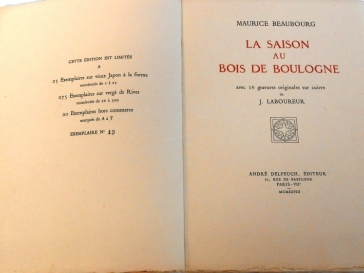 CETTE ÉDITION EST LIMITÉE
A
25 Exemplaires sur vieux Japon à la forme
numérotés de 1 à 25
275 Exemplaires sur vergé de Rives
numérotés de 26 à 300
20 Exemplaires hors commerce
marqués de A à T
EXEMPLAIRE N° 13
MAURICE BEAUBOURG
LA SAISON
AU
BOIS DE BOULOGNE
avec 16 gravures originales sur cuivre
de
J. LABOUREUR
ANDRÉ DELPEUCH, ÉDITEUR
51, RUE DE BABYLONE
PARIS-VIIᵉ